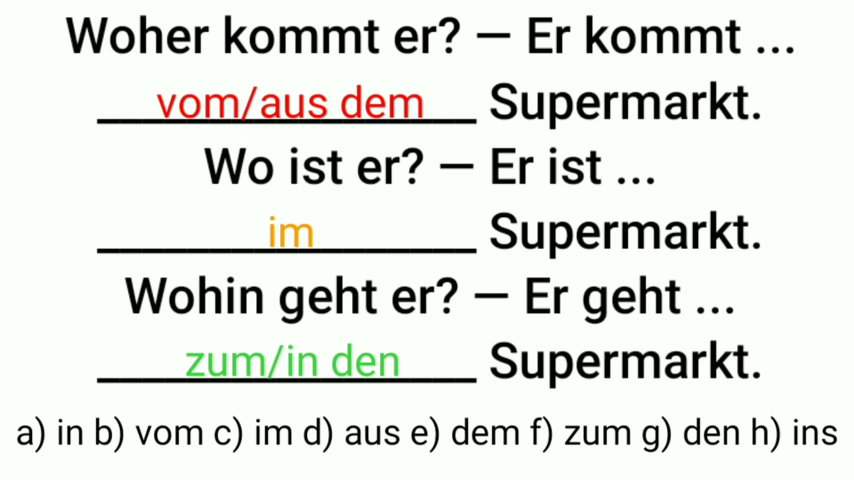 Woher kommt er? — Er kommt ...
vom/aus dem Supermarkt.
Wo ist er? — Er ist ...
im Supermarkt.
Wohin geht er? — Er geht ...
zum/in den Supermarkt.
a) in b) vom c) im d) aus e) dem f) zum g) den h) ins